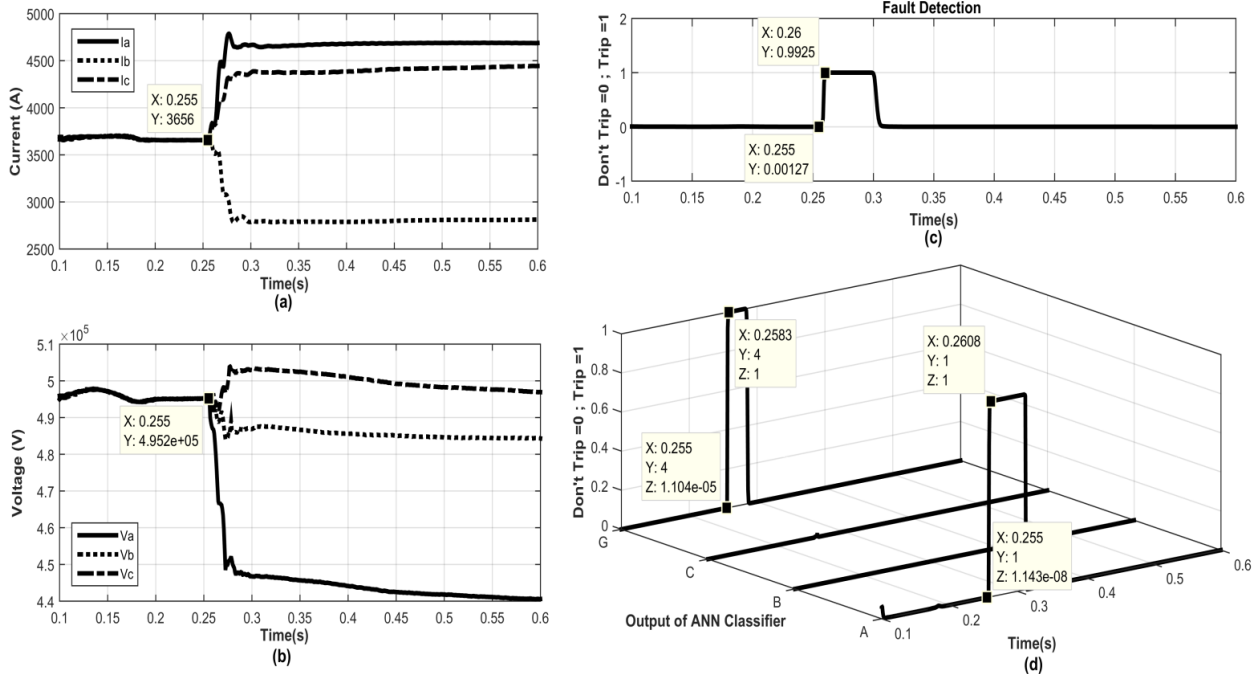 5000
4500
4000
3500
3000
2500
Current (A)
Ia
Ib
Ic
X: 0.255
Y: 3656
0.1 0.15 0.2 0.25 0.3 0.35 0.4 0.45 0.5 0.55 0.6
Time(s)
(a)
×10⁵
5.1
5
4.9
4.8
4.7
4.6
4.5
4.4
Voltage (V)
X: 0.255
Y: 4.952e+05
Va
Vb
Vc
0.1 0.15 0.2 0.25 0.3 0.35 0.4 0.45 0.5 0.55 0.6
Time(s)
(b)
Fault Detection
2
1
0
-1
Don't Trip =0 ; Trip =1
X: 0.26
Y: 0.9925
X: 0.255
Y: 0.00127
0.1 0.15 0.2 0.25 0.3 0.35 0.4 0.45 0.5 0.55 0.6
Time(s)
(c)
1
0.8
0.6
0.4
0.2
0
Don't Trip =0 ; Trip =1
X: 0.2583
Y: 4
Z: 1
X: 0.2608
Y: 1
Z: 1
X: 0.255
Y: 4
Z: 1.104e-05
X: 0.255
Y: 1
Z: 1.143e-08
G
C
B
A
Output of ANN Classifier
0.1 0.2 0.3 0.4 0.5 0.6
Time(s)
(d)